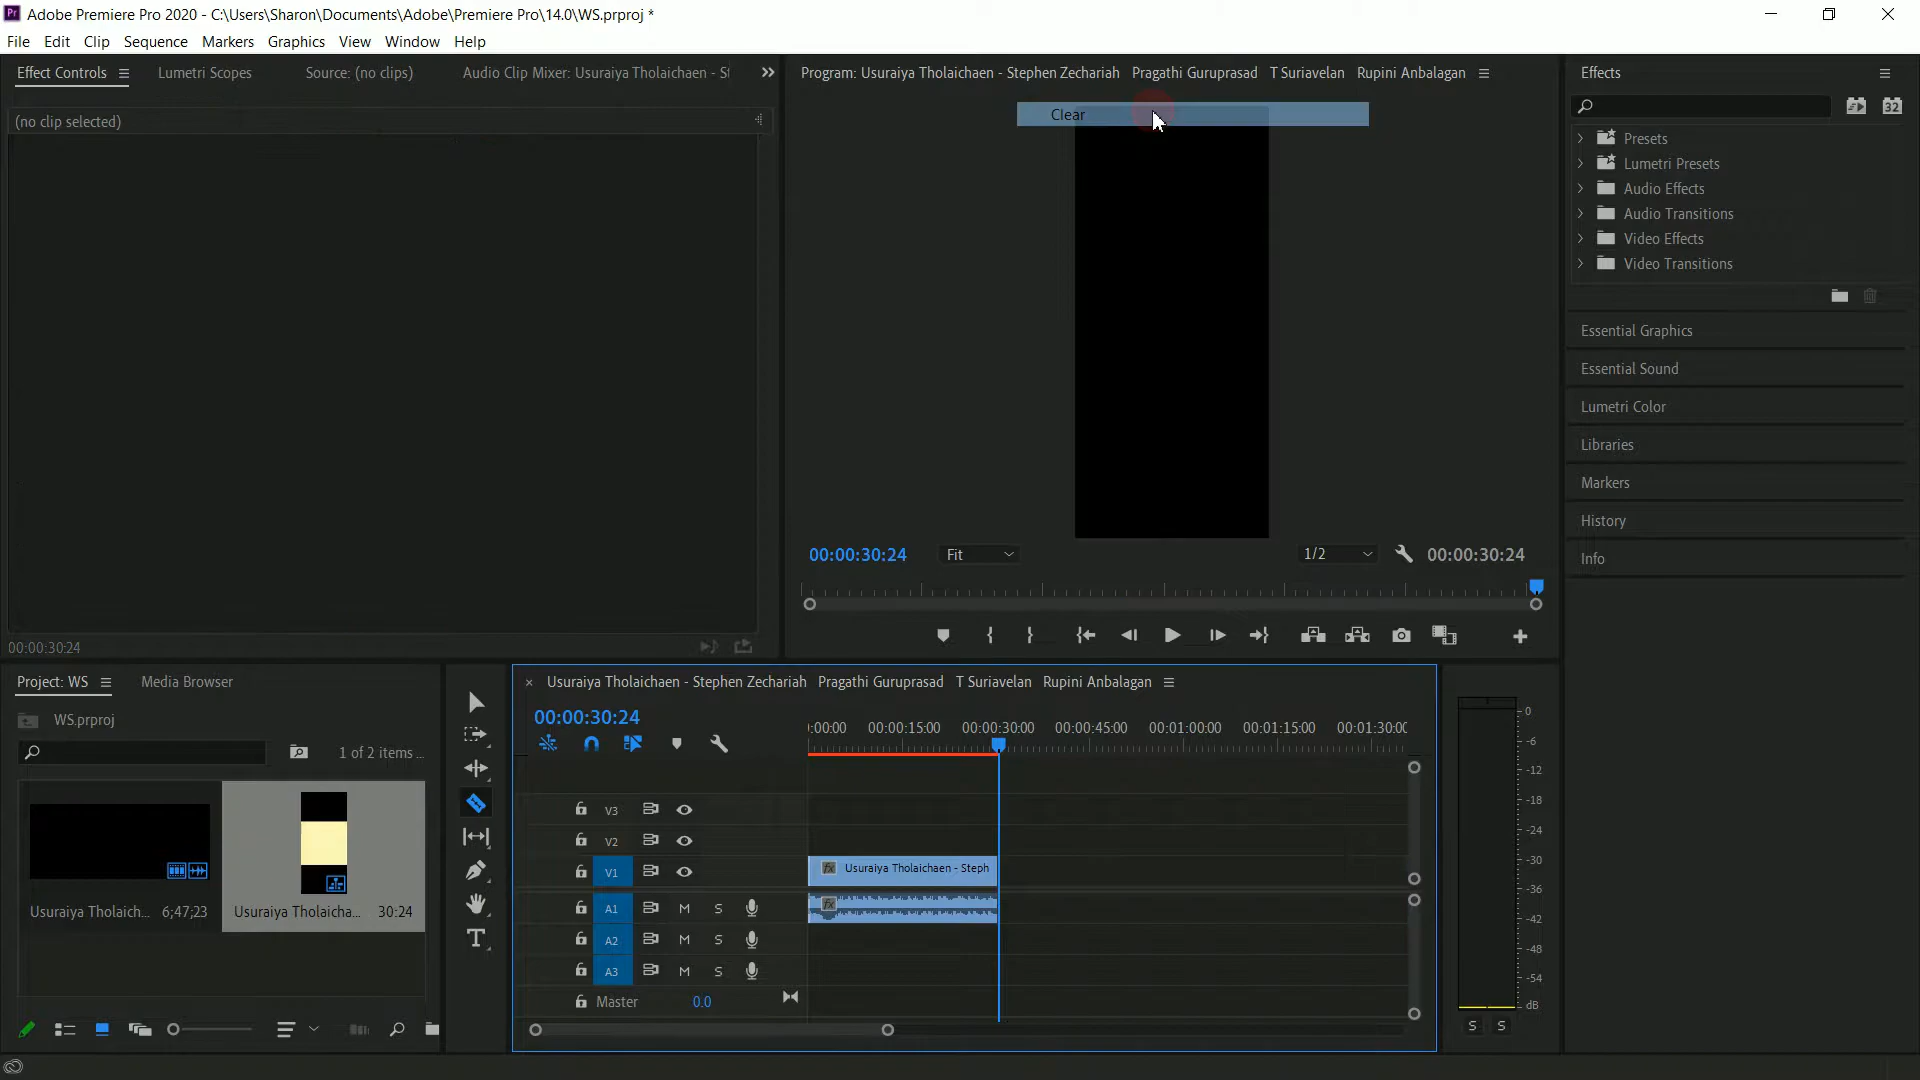 Adobe Premiere Pro 2020 - C:\Users\Sharon\Documents\Adobe\Premiere Pro\14.0\WS.prproj *
File Edit Clip Sequence Markers Graphics View Window Help
Effect Controls Lumetri Scopes Source: (no clips) Audio Clip Mixer: Usuraiya Tholaichaen - St
Program: Usuraiya Tholaichaen - Stephen Zechariah Pragathi Guruprasad T Suriavelan Rupini Anbalagan
Effects
(no clip selected)
Clear
Presets
Lumetri Presets
Audio Effects
Audio Transitions
Video Effects
Video Transitions
Essential Graphics
Essential Sound
Lumetri Color
Libraries
Markers
History
Info
00:00:30:24 Fit 1/2 00:00:30:24
00:00:30:24
Project: WS Media Browser
WS.prproj
1 of 2 items ...
Usuraiya Tholaich... 6;47;23
Usuraiya Tholaicha... 30:24
Usuraiya Tholaichaen - Stephen Zechariah Pragathi Guruprasad T Suriavelan Rupini Anbalagan
00:00:30:24
:00:00 00:00:15:00 00:00:30:00 00:00:45:00 00:01:00:00 00:01:15:00 00:01:30:00
V3
V2
V1 fx Usuraiya Tholaichaen - Steph
A1 M S fx
A2 M S
A3 M S
Master 0.0
0
-6
-12
-18
-24
-30
-36
-42
-48
-54
dB
S S